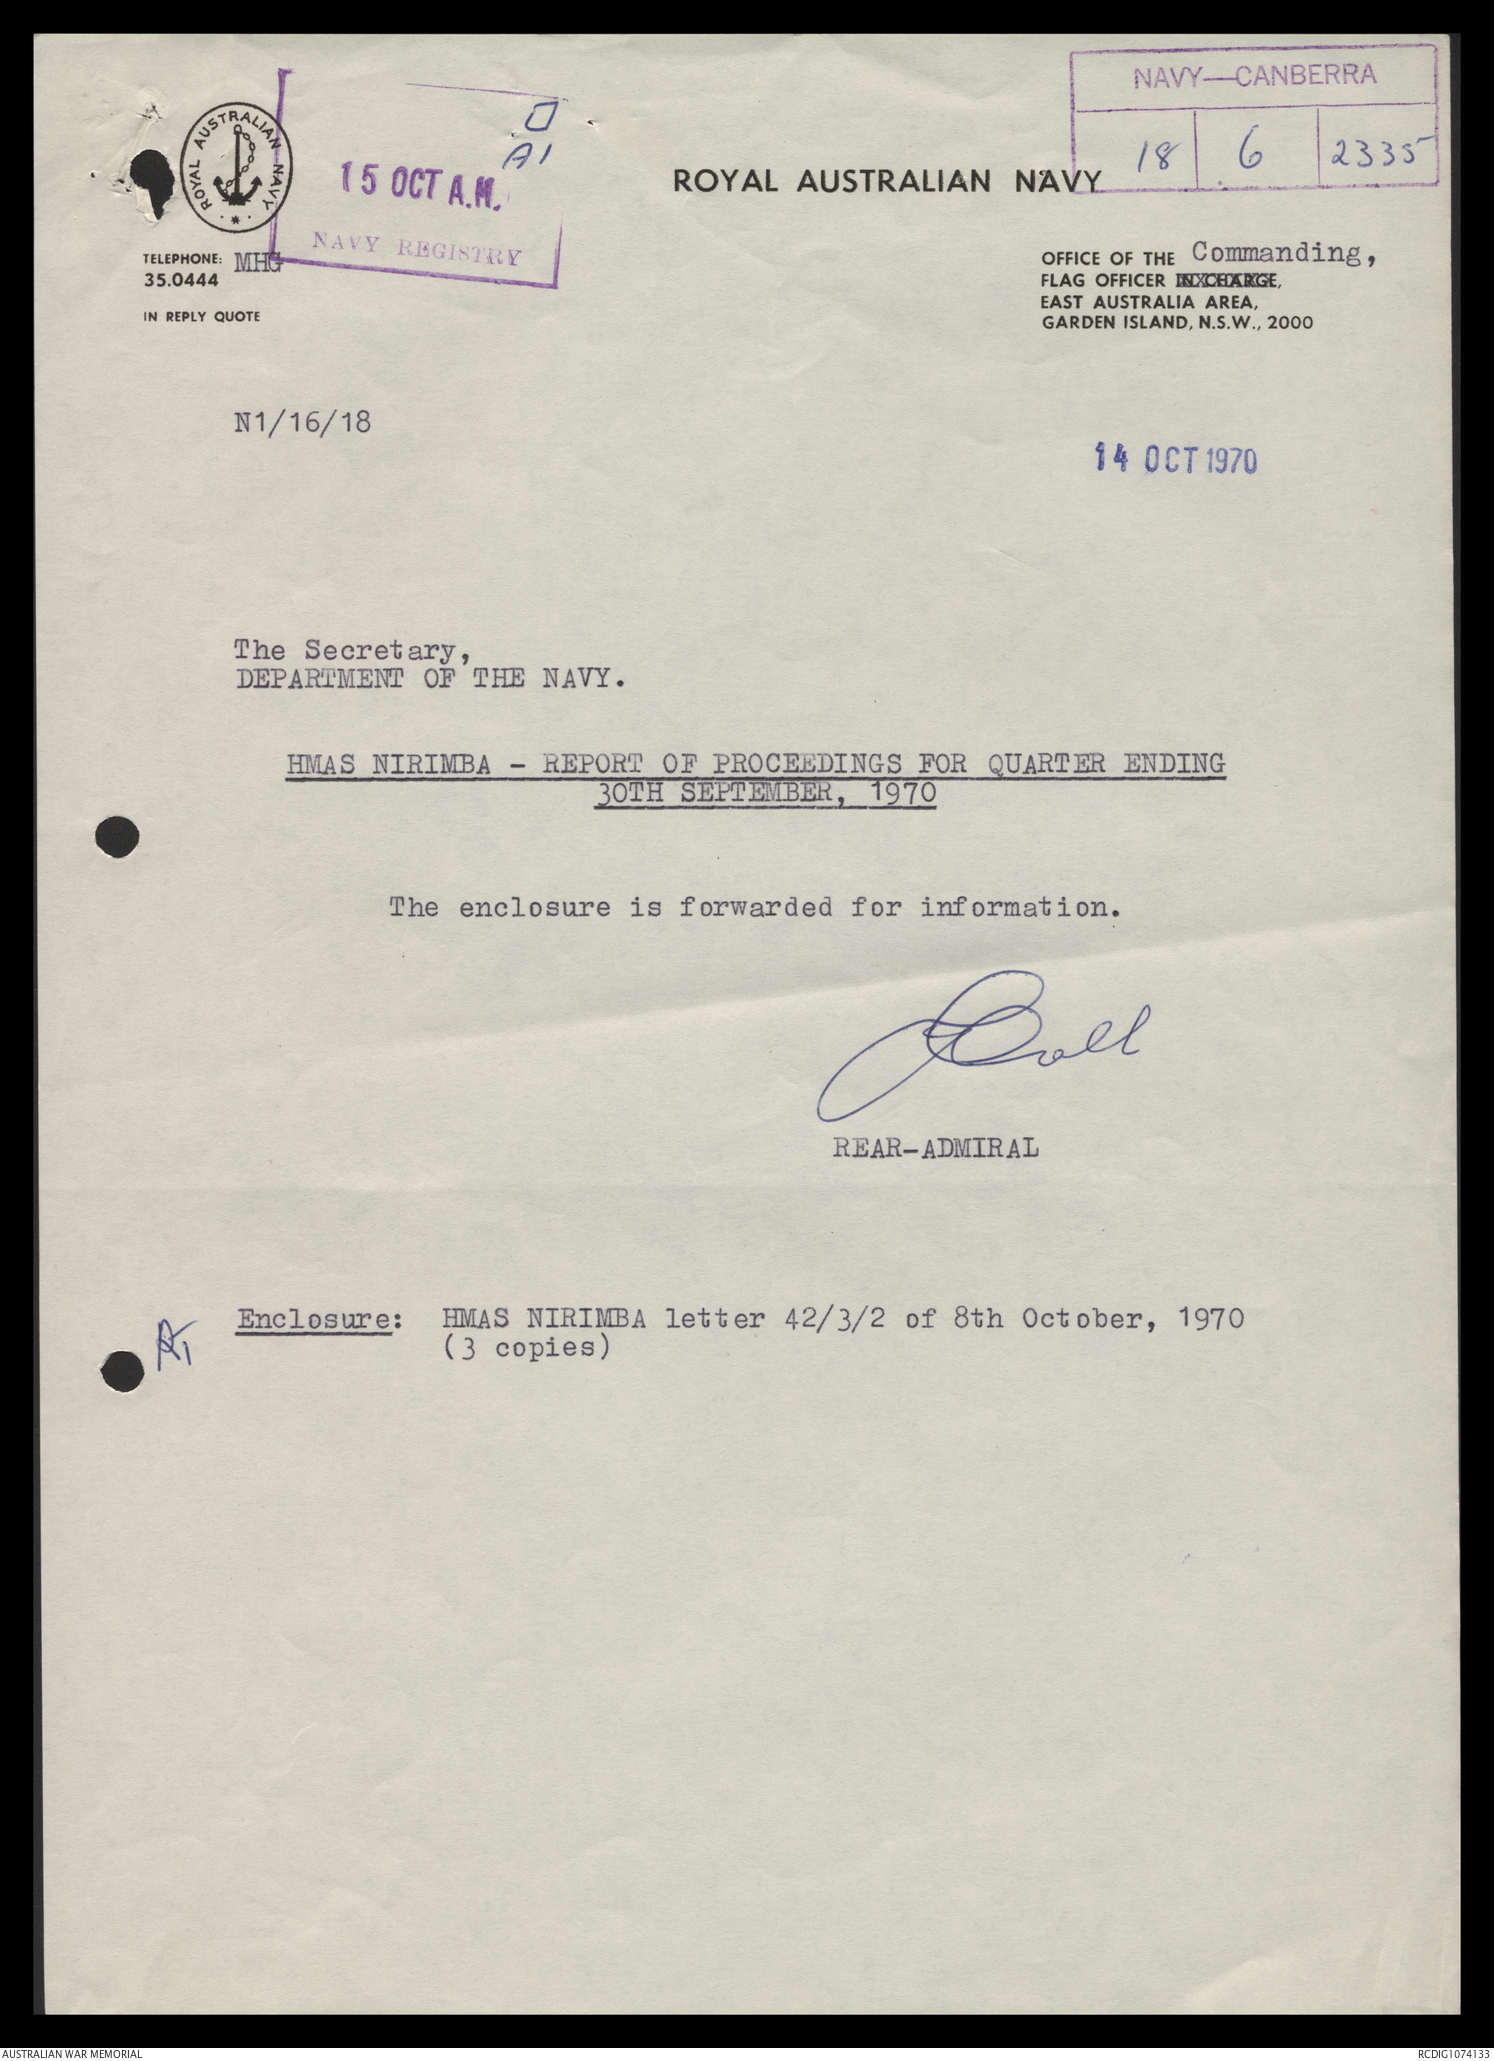 NAVY—CANBERRA
18 6 2335
ROYAL AUSTRALIAN NAVY
A1
15 OCT A.M.
NAVY REGISTRY
ROYAL AUSTRALIAN NAVY
TELEPHONE: MHG
35.0444
IN REPLY QUOTE
OFFICE OF THE Commanding,
FLAG OFFICER IN CHARGE,
EAST AUSTRALIA AREA,
GARDEN ISLAND, N.S.W., 2000
N1/16/18
14 OCT 1970
The Secretary,
DEPARTMENT OF THE NAVY.
HMAS NIRIMBA - REPORT OF PROCEEDINGS FOR QUARTER ENDING
30TH SEPTEMBER, 1970
The enclosure is forwarded for information.
REAR-ADMIRAL
Enclosure: HMAS NIRIMBA letter 42/3/2 of 8th October, 1970
(3 copies)
AUSTRALIAN WAR MEMORIAL
RCDIG1074133